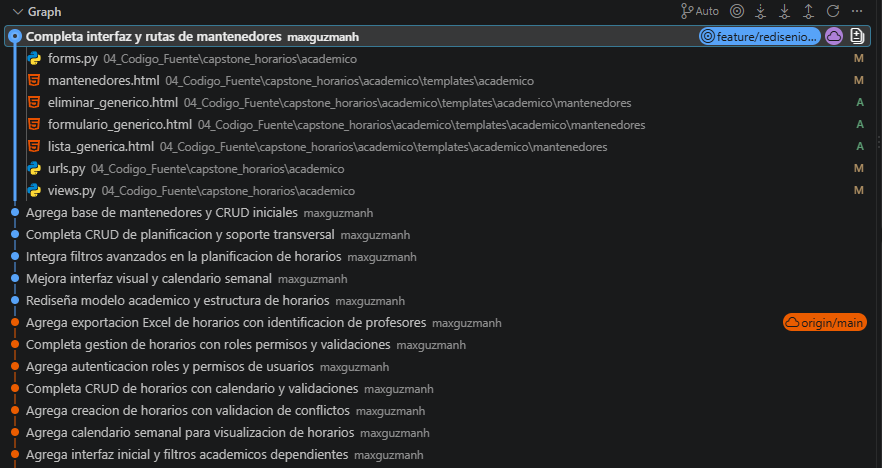 Graph Auto
Completa interfaz y rutas de mantenedores maxguzmanh feature/redisenio...
forms.py 04_Codigo_Fuente\capstone_horarios\academico M
mantenedores.html 04_Codigo_Fuente\capstone_horarios\academico\templates\academico M
eliminar_generico.html 04_Codigo_Fuente\capstone_horarios\academico\templates\academico\mantenedores A
formulario_generico.html 04_Codigo_Fuente\capstone_horarios\academico\templates\academico\mantenedores A
lista_generica.html 04_Codigo_Fuente\capstone_horarios\academico\templates\academico\mantenedores A
urls.py 04_Codigo_Fuente\capstone_horarios\academico M
views.py 04_Codigo_Fuente\capstone_horarios\academico M
Agrega base de mantenedores y CRUD iniciales maxguzmanh
Completa CRUD de planificacion y soporte transversal maxguzmanh
Integra filtros avanzados en la planificacion de horarios maxguzmanh
Mejora interfaz visual y calendario semanal maxguzmanh
Rediseña modelo academico y estructura de horarios maxguzmanh
Agrega exportacion Excel de horarios con identificacion de profesores maxguzmanh origin/main
Completa gestion de horarios con roles permisos y validaciones maxguzmanh
Agrega autenticacion roles y permisos de usuarios maxguzmanh
Completa CRUD de horarios con calendario y validaciones maxguzmanh
Agrega creacion de horarios con validacion de conflictos maxguzmanh
Agrega calendario semanal para visualizacion de horarios maxguzmanh
Agrega interfaz inicial y filtros academicos dependientes maxguzmanh